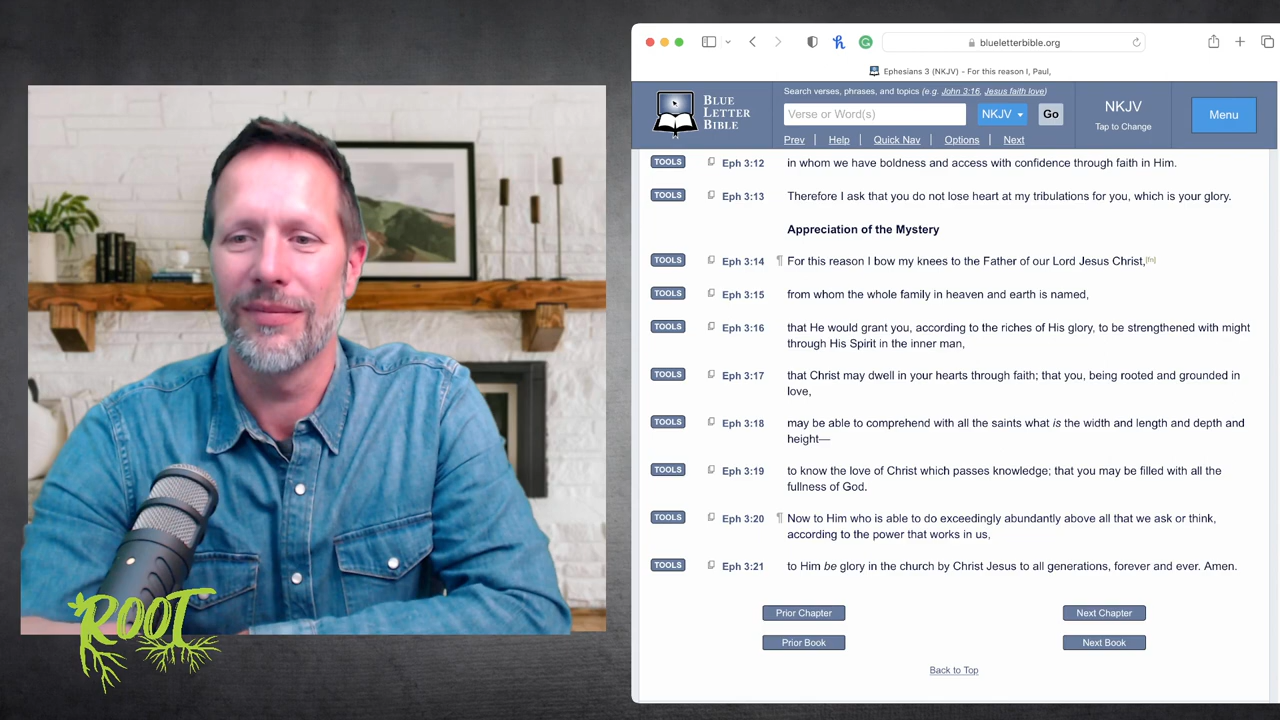 blueletterbible.org
Ephesians 3 (NKJV) - For this reason I, Paul,
BLUE
LETTER
BIBLE
Search verses, phrases, and topics (e.g. John 3:16, Jesus faith love)
Verse or Word(s)
NKJV
Go
Prev | Help | Quick Nav | Options | Next
NKJV
Tap to Change
Menu
TOOLS Eph 3:12 in whom we have boldness and access with confidence through faith in Him.
TOOLS Eph 3:13 Therefore I ask that you do not lose heart at my tribulations for you, which is your glory.
Appreciation of the Mystery
TOOLS Eph 3:14 ¶ For this reason I bow my knees to the Father of our Lord Jesus Christ,[fn]
TOOLS Eph 3:15 from whom the whole family in heaven and earth is named,
TOOLS Eph 3:16 that He would grant you, according to the riches of His glory, to be strengthened with might
through His Spirit in the inner man,
TOOLS Eph 3:17 that Christ may dwell in your hearts through faith; that you, being rooted and grounded in
love,
TOOLS Eph 3:18 may be able to comprehend with all the saints what is the width and length and depth and
height—
TOOLS Eph 3:19 to know the love of Christ which passes knowledge; that you may be filled with all the
fullness of God.
TOOLS Eph 3:20 ¶ Now to Him who is able to do exceedingly abundantly above all that we ask or think,
according to the power that works in us,
TOOLS Eph 3:21 to Him be glory in the church by Christ Jesus to all generations, forever and ever. Amen.
Prior Chapter
Next Chapter
Prior Book
Next Book
Back to Top
ROOT